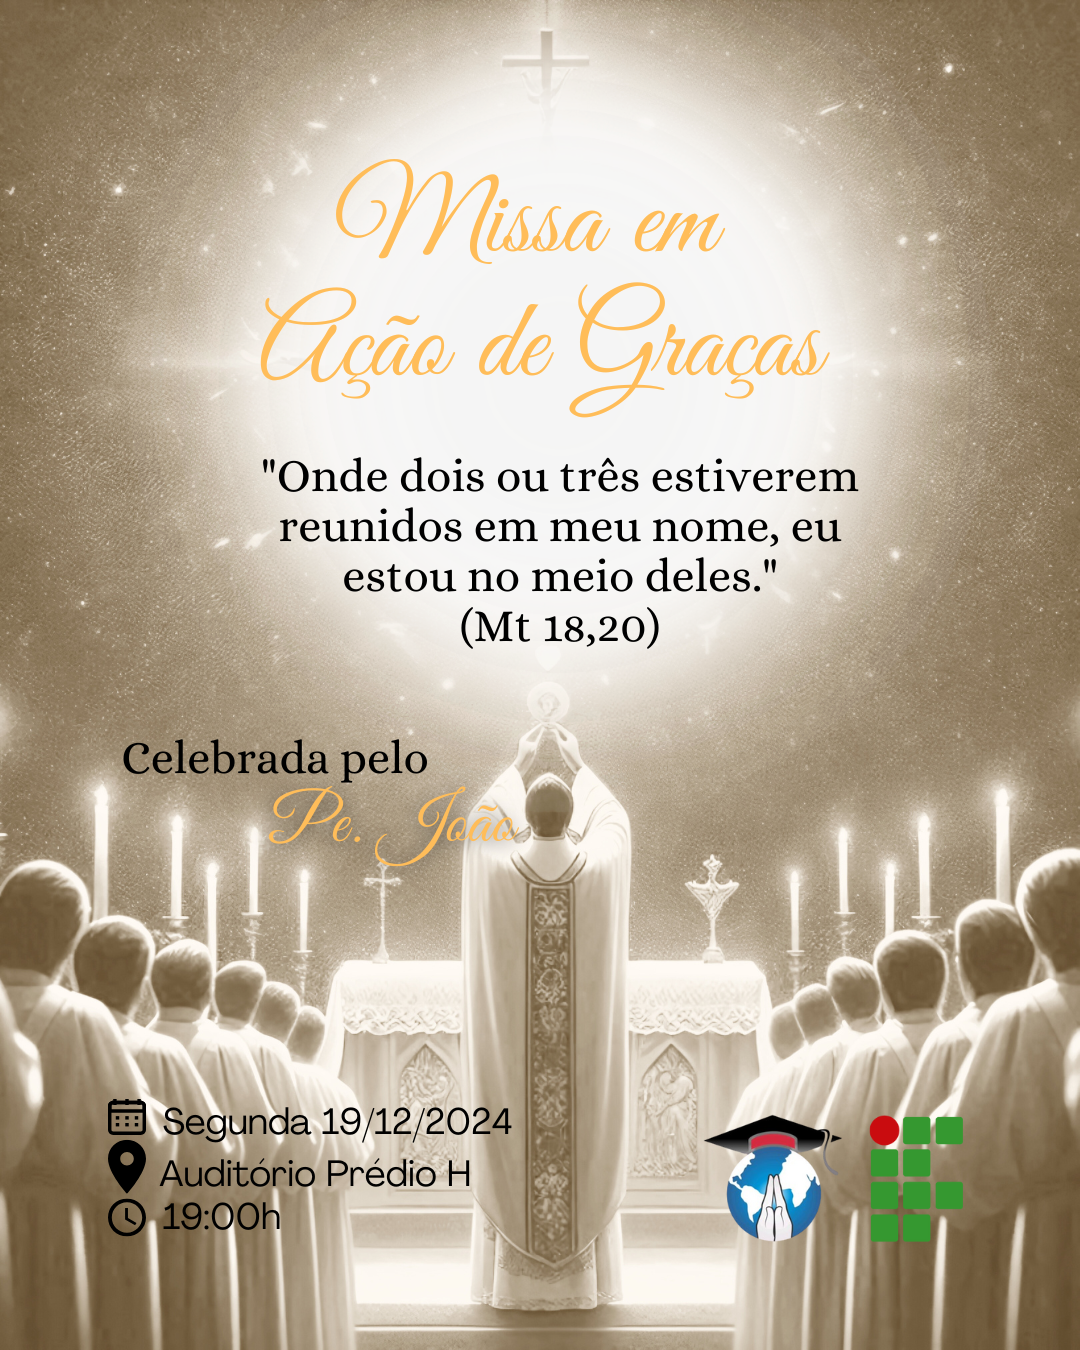 Missa em
Ação de Graças
"Onde dois ou três estiverem
reunidos em meu nome, eu
estou no meio deles."
(Mt 18,20)
Celebrada pelo
Pe. João
Segunda 19/12/2024
Auditório Prédio H
19:00h